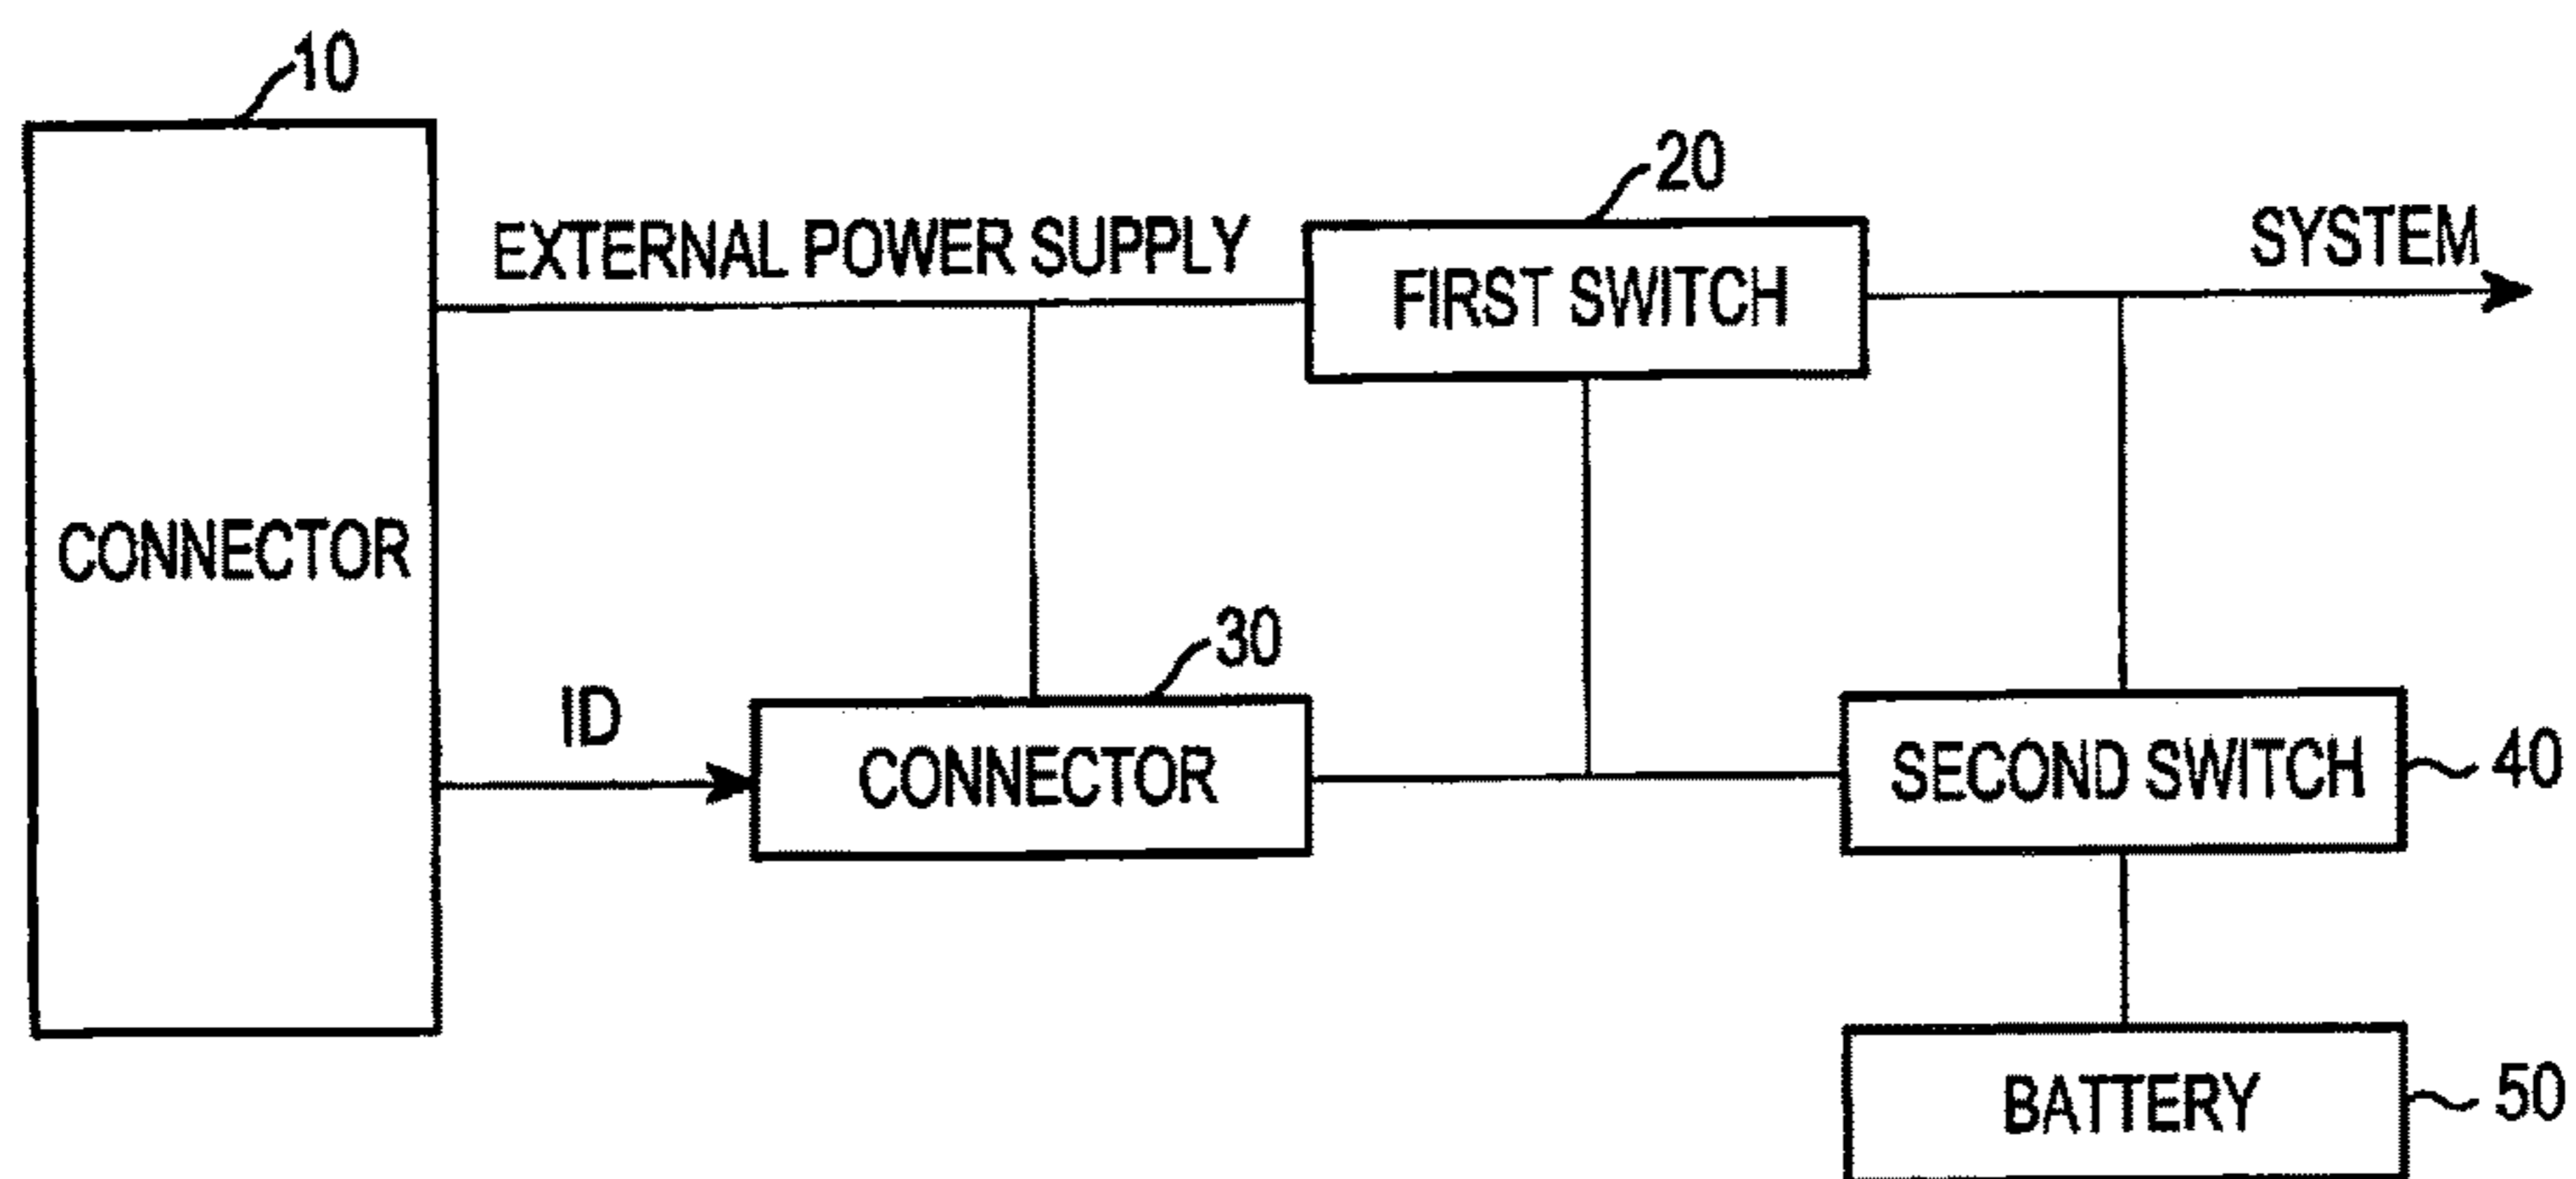 10
20
EXTERNAL POWER SUPPLY
FIRST SWITCH
SYSTEM
CONNECTOR
30
ID
CONNECTOR
SECOND SWITCH
40
BATTERY
50